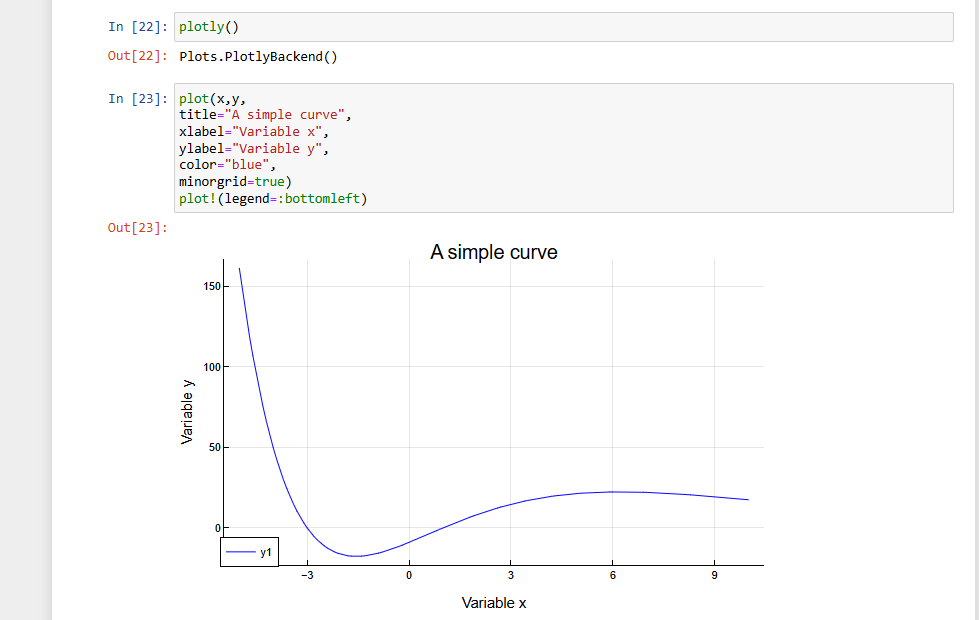 In [22]: plotly()
Out[22]: Plots.PlotlyBackend()
In [23]: plot(x,y,
title="A simple curve",
xlabel="Variable x",
ylabel="Variable y",
color="blue",
minorgrid=true)
plot!(legend=:bottomleft)
Out[23]:
A simple curve
150
100
50
0
Variable y
y1
−3 0 3 6 9
Variable x